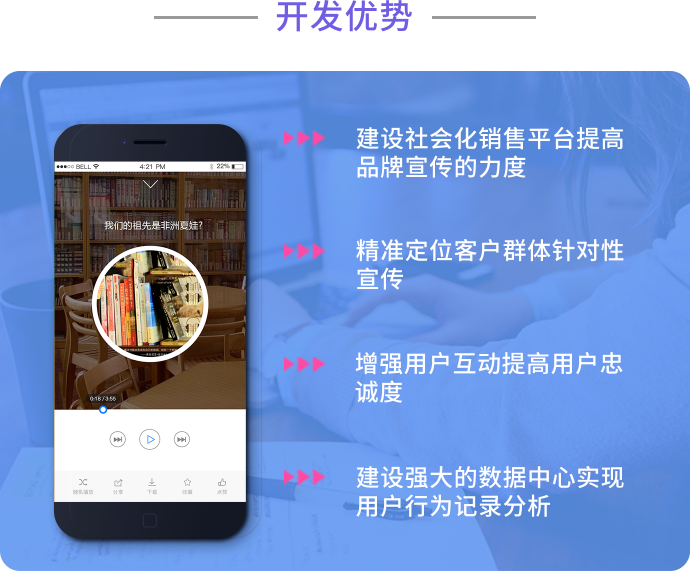 开发优势
建设社会化销售平台提高
品牌宣传的力度
精准定位客户群体针对性
宣传
增强用户互动提高用户忠
诚度
建设强大的数据中心实现
用户行为记录分析
BELL
4:21 PM
22%
我们的祖先是非洲夏娃?
0:18 / 3:55
随机播放
分享
下载
收藏
点赞